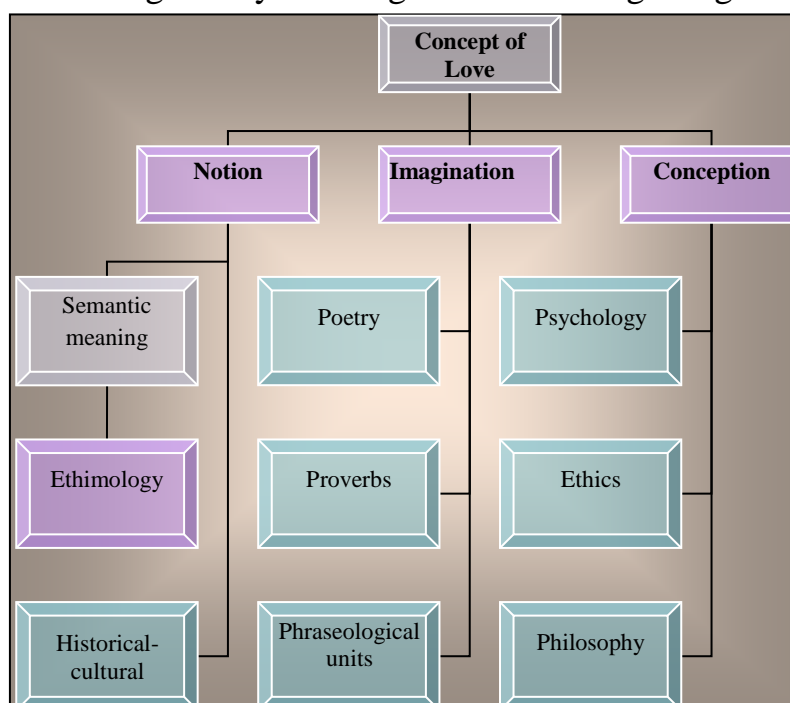 Concept of
Love
Notion
Imagination
Conception
Semantic
meaning
Poetry
Psychology
Ethimology
Proverbs
Ethics
Historical-
cultural
Phraseological
units
Philosophy